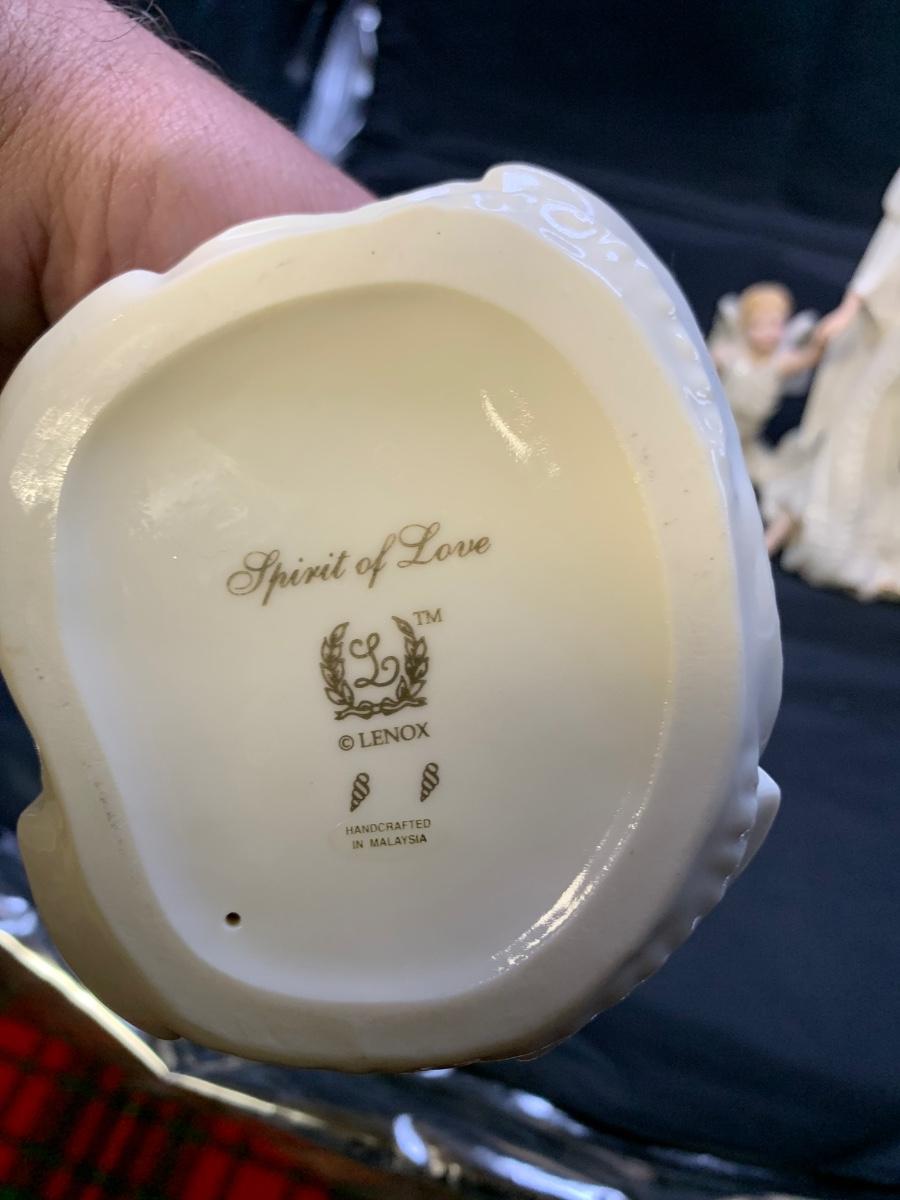 Spirit of Love
L TM
© LENOX
HANDCRAFTED
IN MALAYSIA